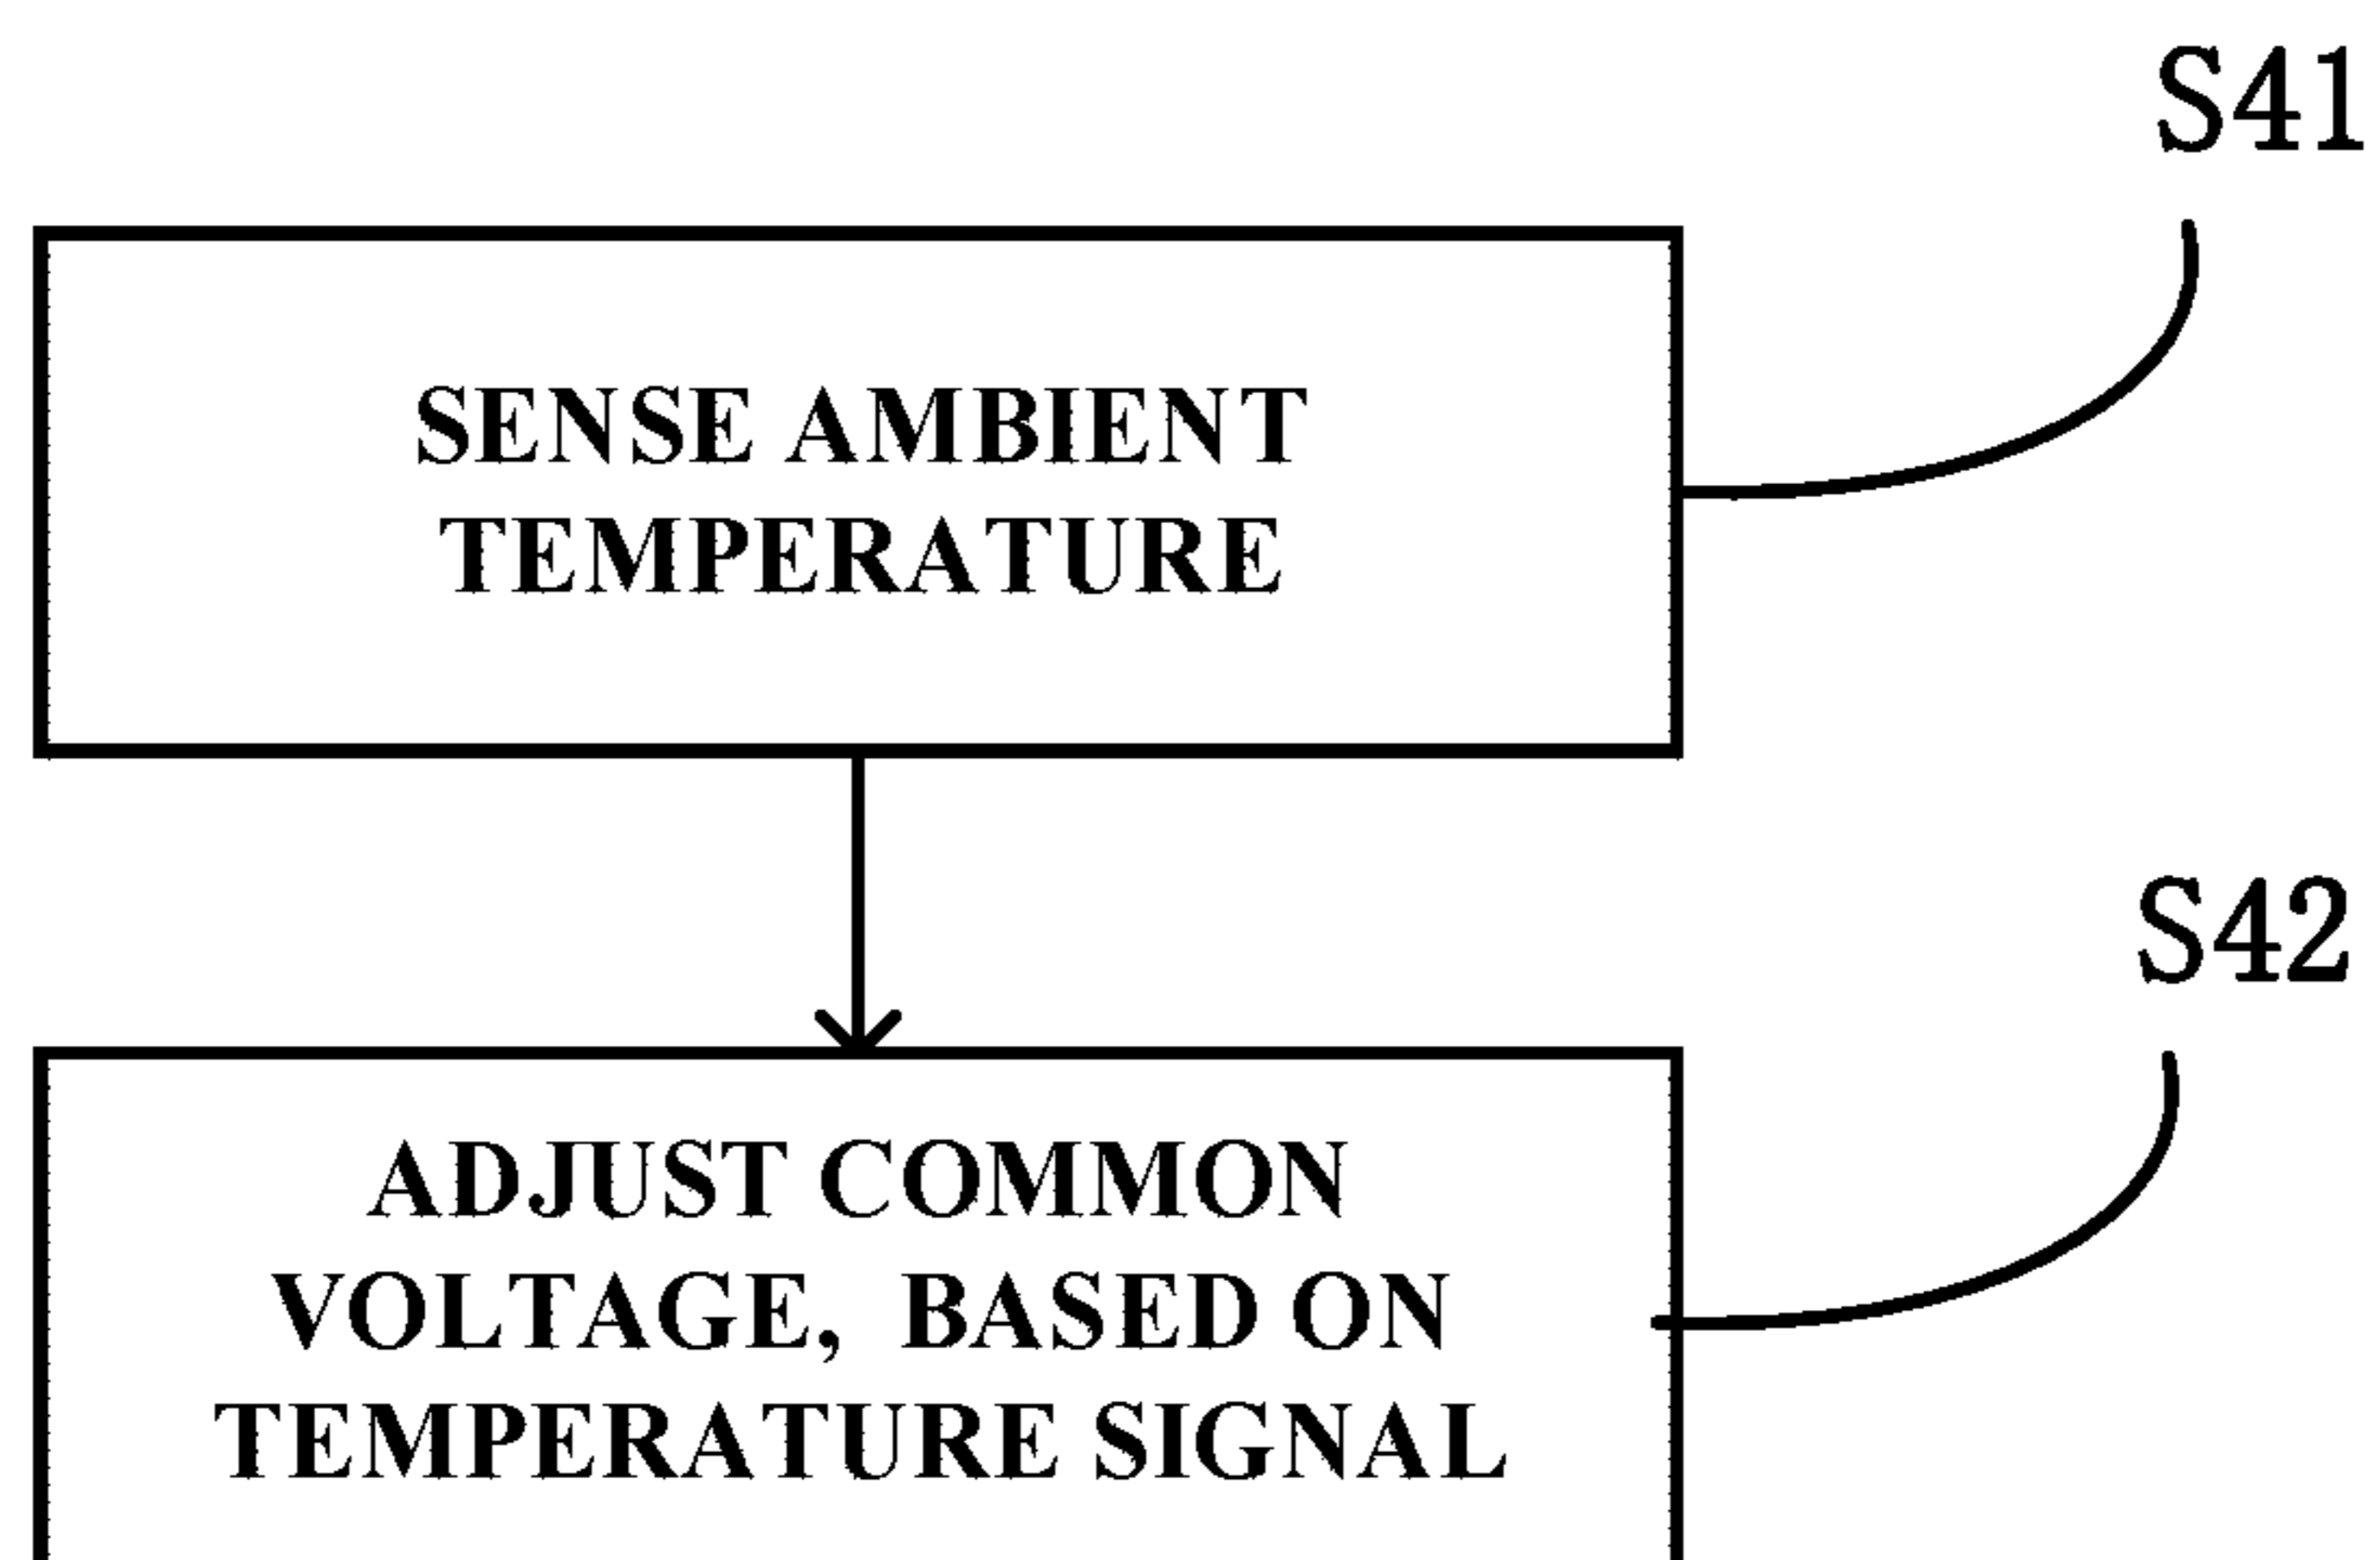 S41
SENSE AMBIENT
TEMPERATURE
S42
ADJUST COMMON
VOLTAGE, BASED ON
TEMPERATURE SIGNAL